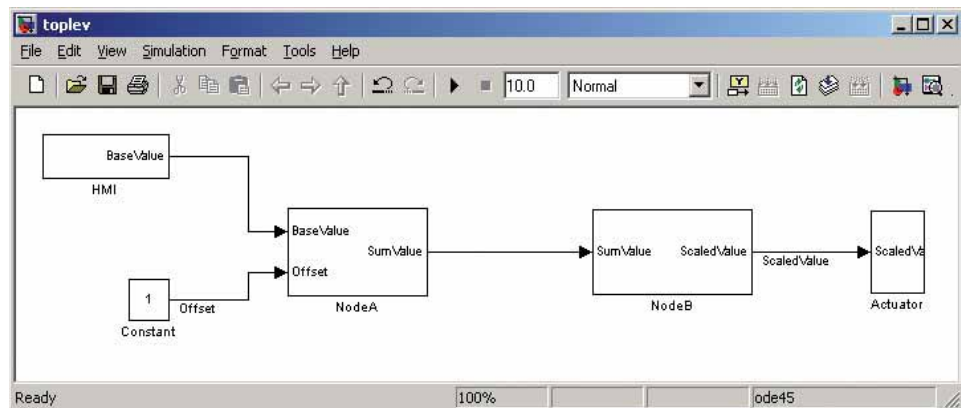 toplev
File Edit View Simulation Format Tools Help
10.0 Normal
BaseValue
HMI
BaseValue
SumValue
Offset
NodeA
1
Offset
Constant
SumValue ScaledValue
NodeB
ScaledValue
ScaledVa
Actuator
Ready 100% ode45